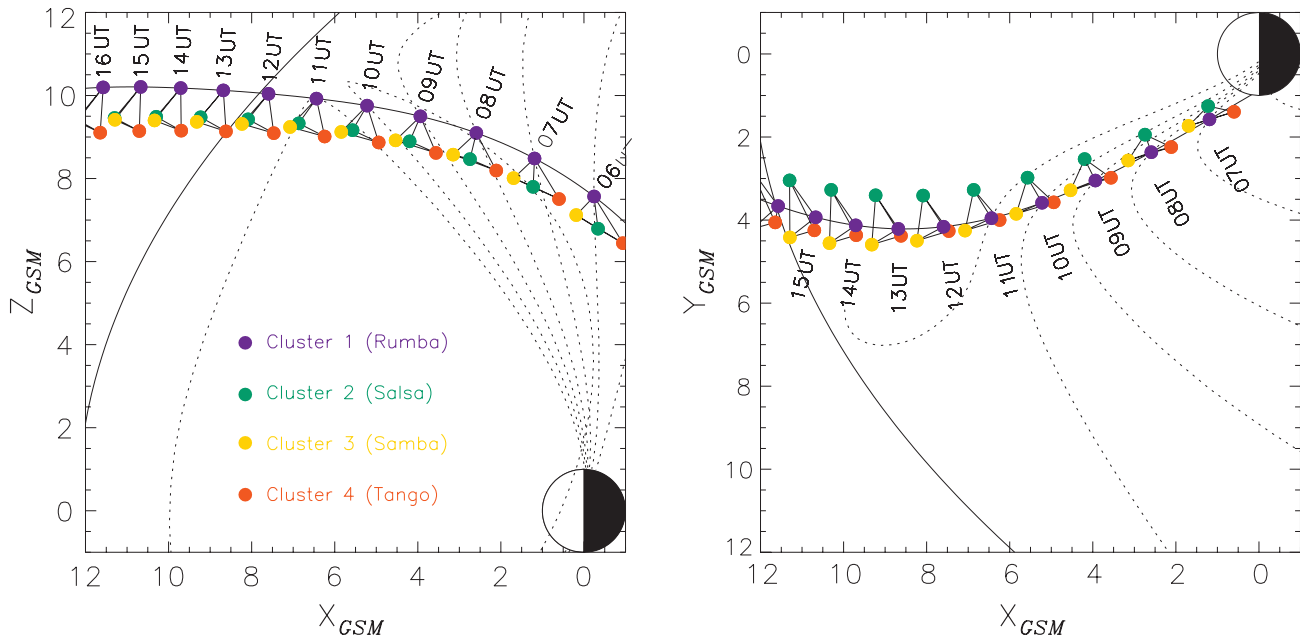 12
10
8
6
4
2
0
Z GSM
16UT
15UT
14UT
13UT
12UT
11UT
10UT
09UT
08UT
07UT
Cluster 1 (Rumba)
Cluster 2 (Salsa)
Cluster 3 (Samba)
Cluster 4 (Tango)
12 10 8 6 4 2 0
X GSM
0
2
4
6
8
10
12
Y GSM
15UT
14UT
13UT
12UT
11UT
10UT
09UT
08UT
07UT
12 10 8 6 4 2 0
X GSM